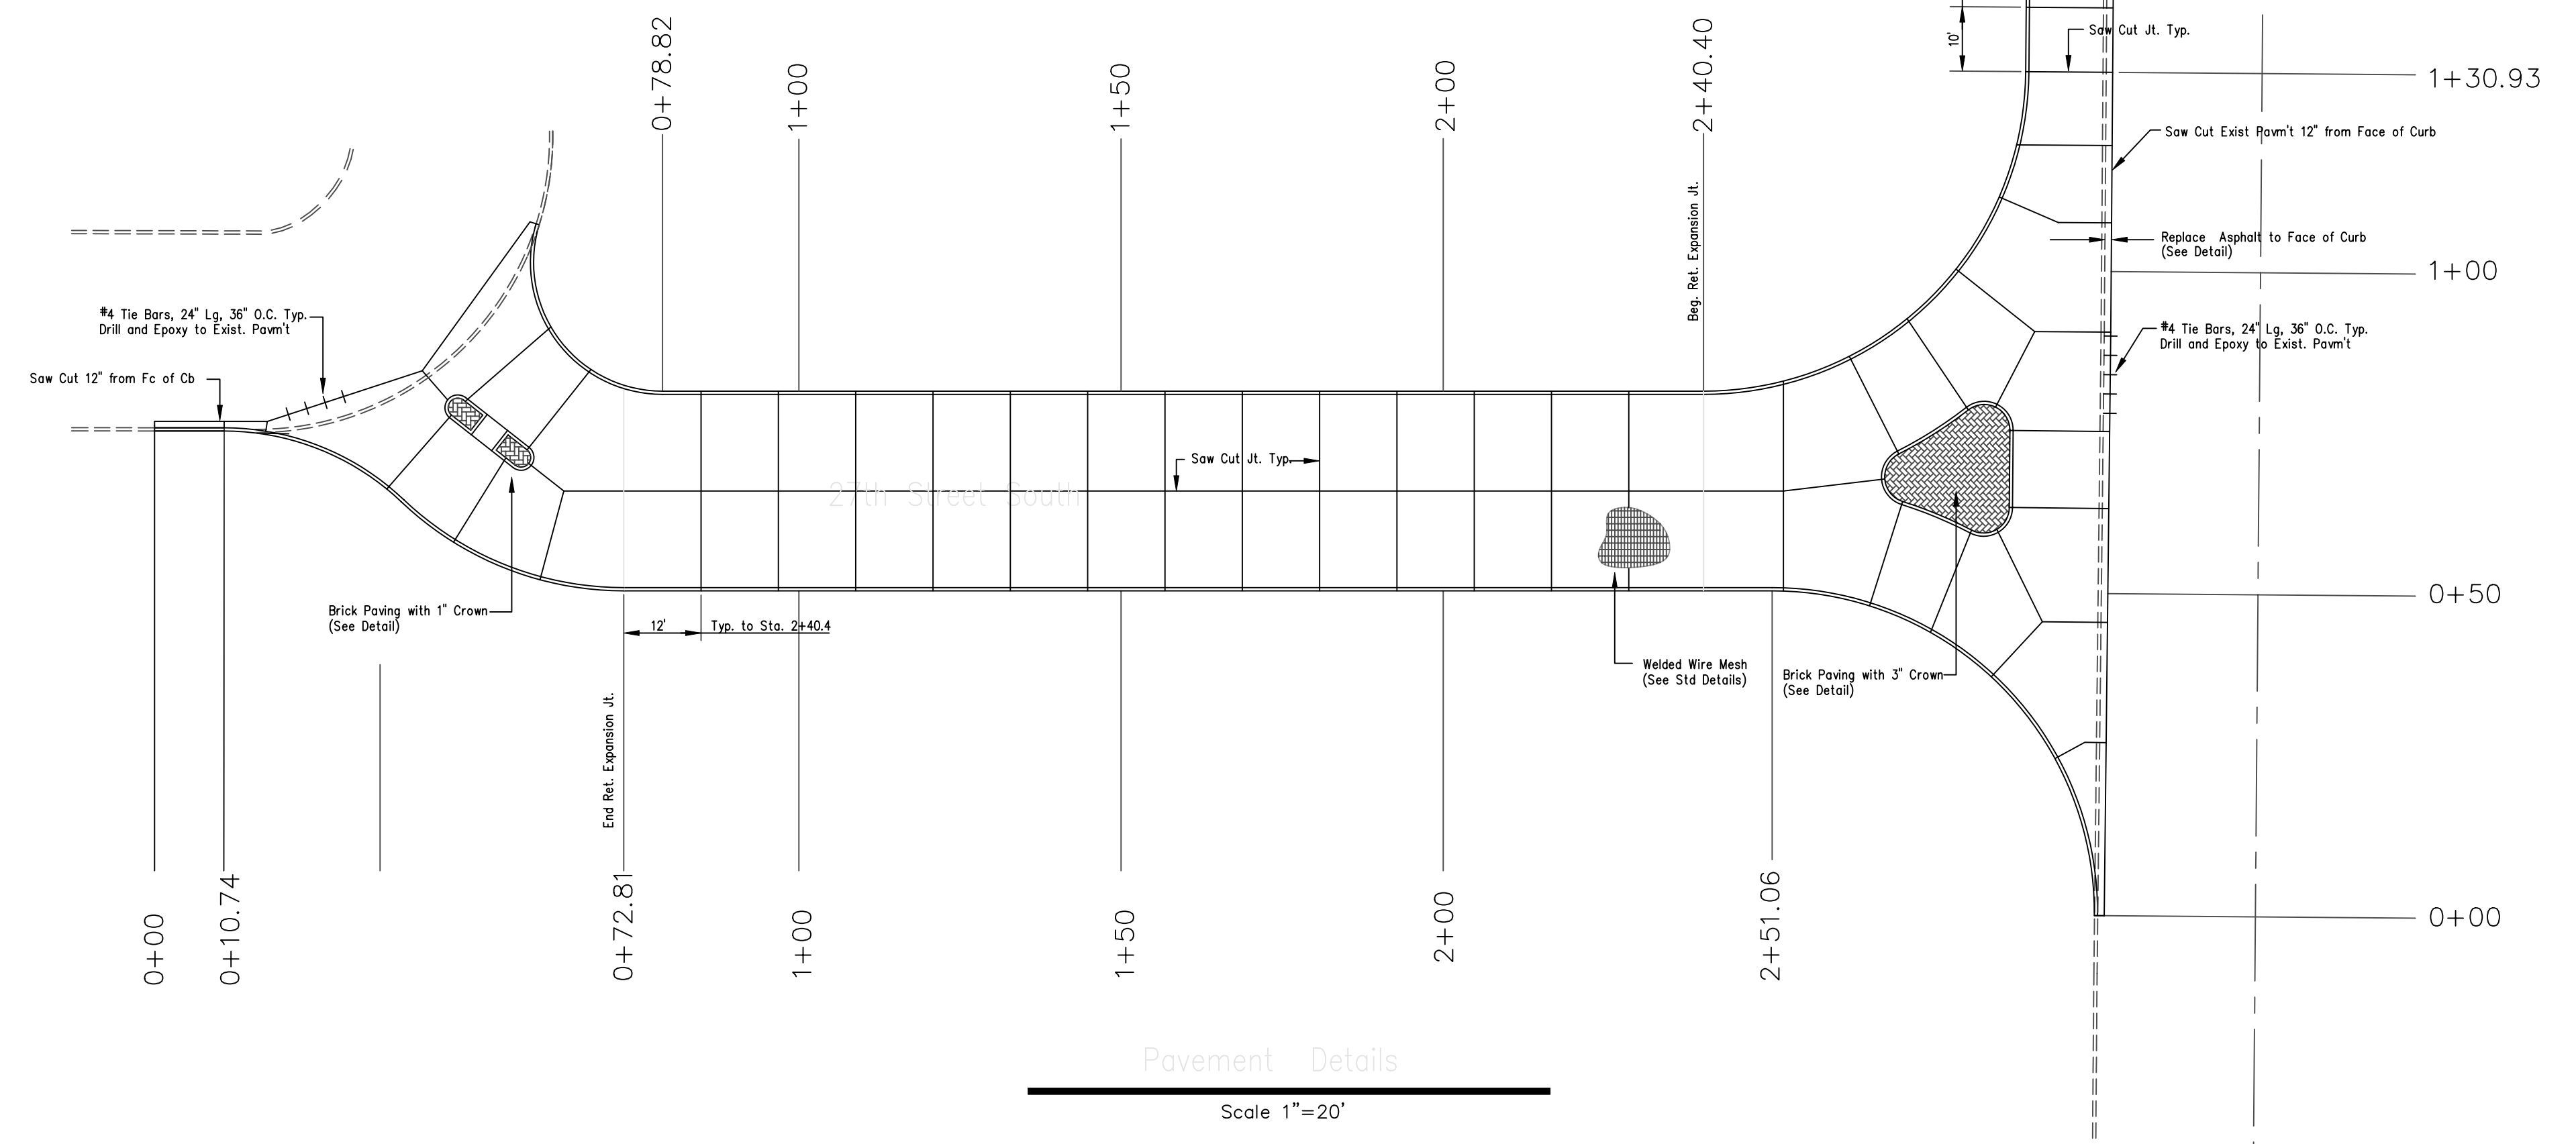 0+78.82
1+00
1+50
2+00
2+40.40
10'
Saw Cut Jt. Typ.
1+30.93
Saw Cut Exist Pavm't 12" from Face of Curb
Beg. Ret. Expansion Jt.
Replace Asphalt to Face of Curb
(See Detail)
1+00
#4 Tie Bars, 24" Lg, 36" O.C. Typ.
Drill and Epoxy to Exist. Pavm't
#4 Tie Bars, 24" Lg, 36" O.C. Typ.
Drill and Epoxy to Exist. Pavm't
Saw Cut 12" from Fc of Cb
Saw Cut Jt. Typ.
27th Street South
0+50
Brick Paving with 1" Crown
(See Detail)
12'
Typ. to Sta. 2+40.4
Welded Wire Mesh
(See Std Details)
Brick Paving with 3" Crown
(See Detail)
End Ret. Expansion Jt.
0+00
0+00
0+10.74
0+72.81
1+00
1+50
2+00
2+51.06
Pavement Details
Scale 1"=20'